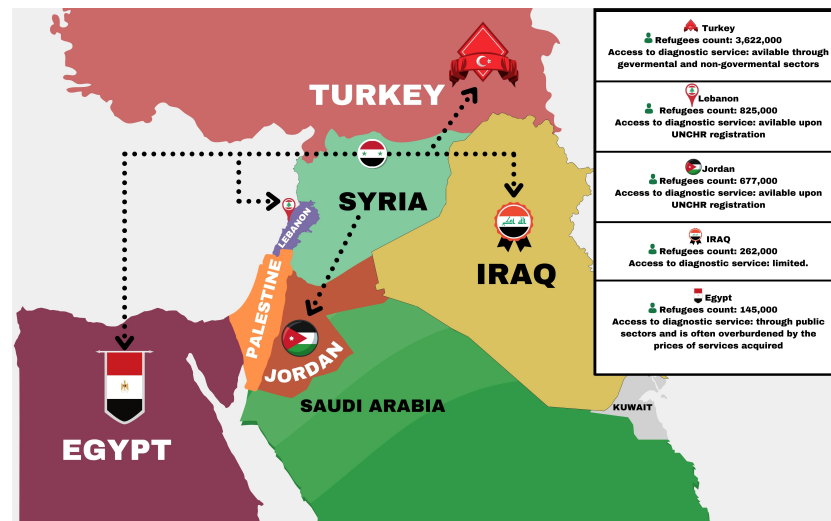 TURKEY
SYRIA
LEBANON
IRAQ
PALESTINE
JORDAN
SAUDI ARABIA
KUWAIT
EGYPT
Turkey
Refugees count: 3,622,000
Access to diagnostic service: avilable through
gevermental and non-govermental sectors
Lebanon
Refugees count: 825,000
Access to diagnostic service: avilable upon
UNCHR registration
Jordan
Refugees count: 677,000
Access to diagnostic service: avilable upon
UNCHR registration
IRAQ
Refugees count: 262,000
Access to diagnostic service: limited.
Egypt
Refugees count: 145,000
Access to diagnostic service: through public
sectors and is often overburdened by the
prices of services acquired